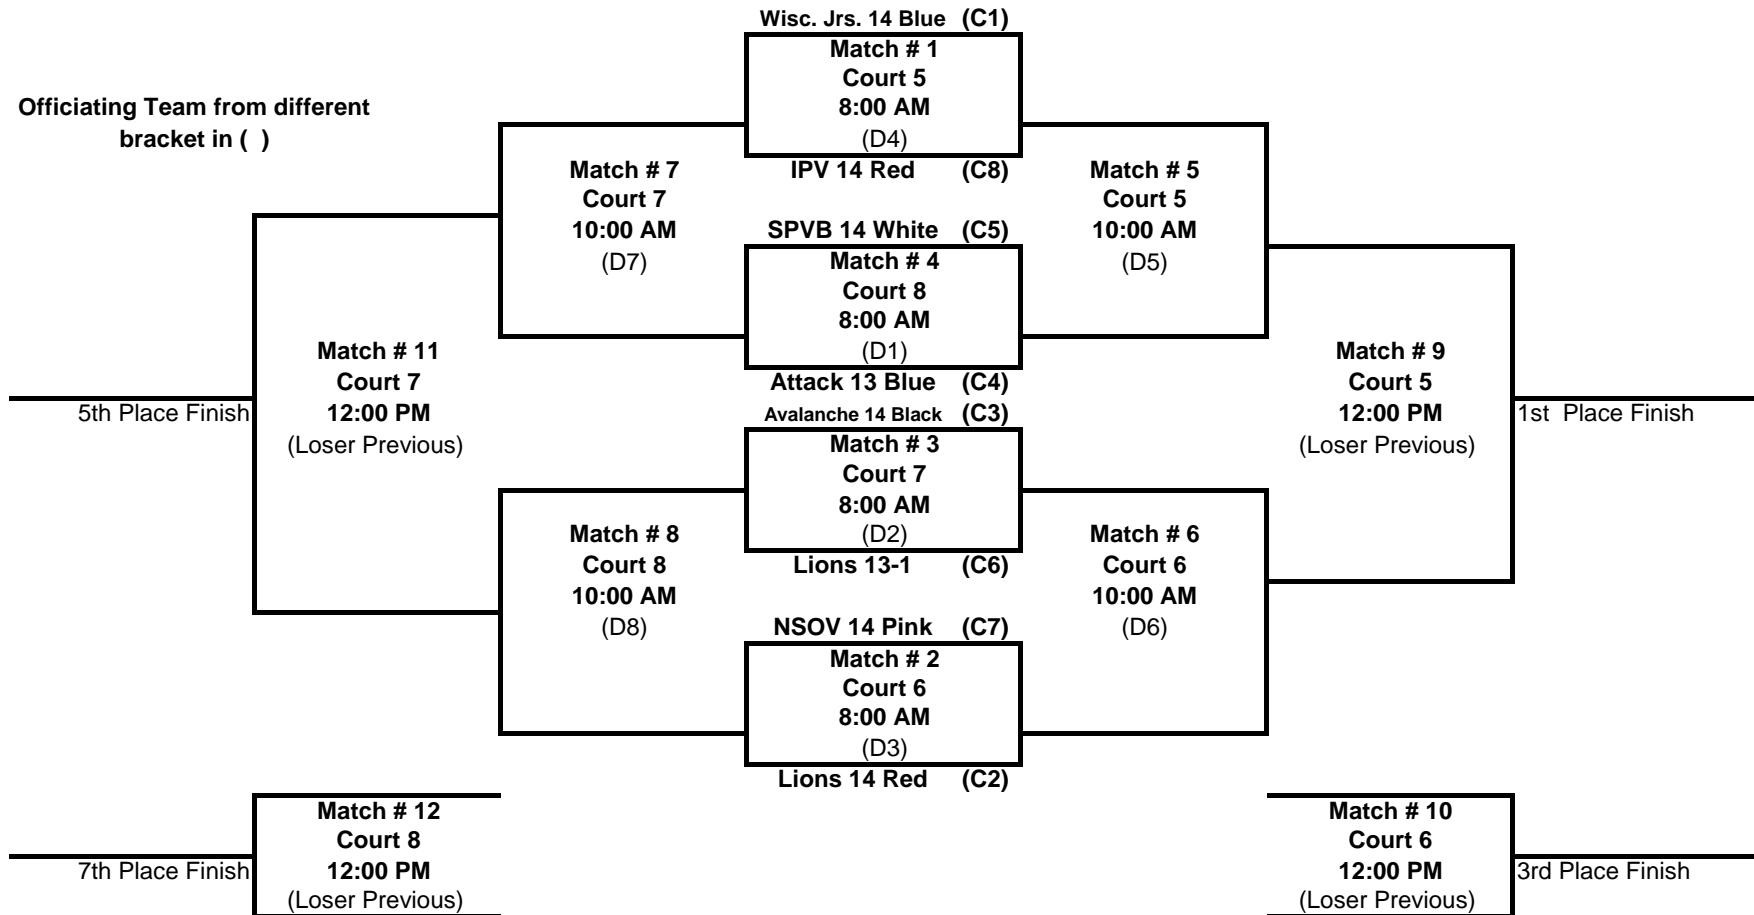 Wisc. Jrs. 14 Blue (C1)
Match # 1
Court 5
8:00 AM
(D4)
IPV 14 Red (C8)
Officiating Team from different
bracket in ( )
Match # 7
Court 7
10:00 AM
(D7)
Match # 5
Court 5
10:00 AM
(D5)
SPVB 14 White (C5)
Match # 4
Court 8
8:00 AM
(D1)
Attack 13 Blue (C4)
Match # 11
Court 7
12:00 PM
(Loser Previous)
5th Place Finish
Match # 9
Court 5
12:00 PM
(Loser Previous)
1st Place Finish
Avalanche 14 Black (C3)
Match # 3
Court 7
8:00 AM
(D2)
Lions 13-1 (C6)
Match # 8
Court 8
10:00 AM
(D8)
Match # 6
Court 6
10:00 AM
(D6)
NSOV 14 Pink (C7)
Match # 2
Court 6
8:00 AM
(D3)
Lions 14 Red (C2)
Match # 12
Court 8
12:00 PM
(Loser Previous)
7th Place Finish
Match # 10
Court 6
12:00 PM
(Loser Previous)
3rd Place Finish